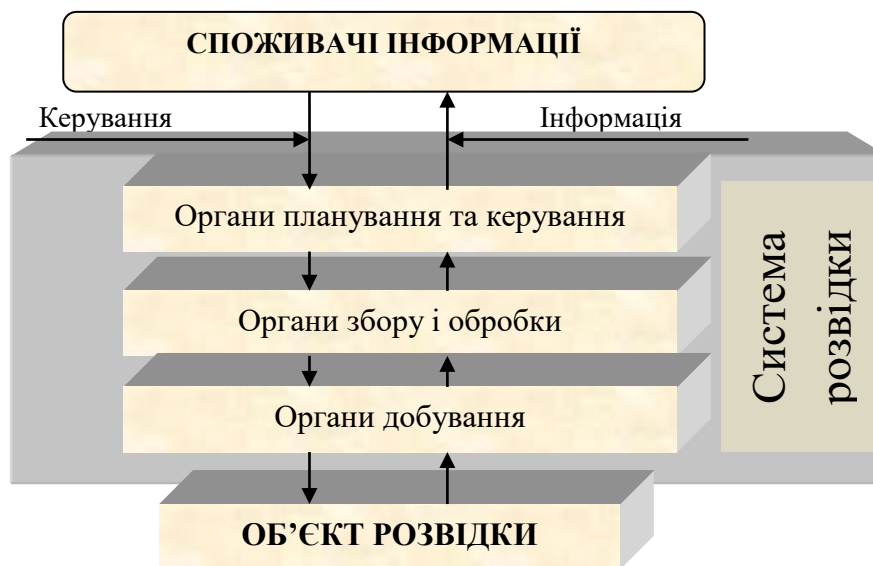 СПОЖИВАЧІ ІНФОРМАЦІЇ
Керування
Інформація
Органи планування та керування
Органи збору і обробки
Органи добування
Система
розвідки
ОБ’ЄКТ РОЗВІДКИ